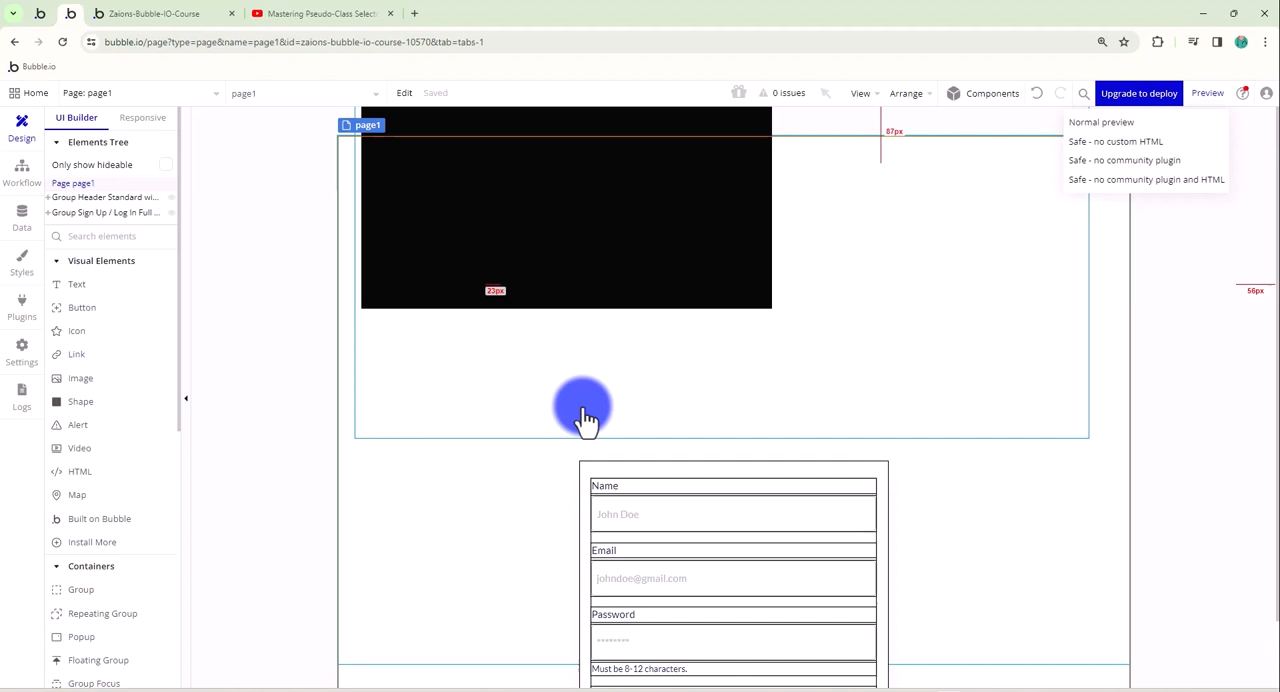 Zaions-Bubble-IO-Course
Mastering Pseudo-Class Select
bubble.io/page?type=page&name=page1&id=zaions-bubble-io-course-10570&tab=tabs-1
Bubble.io
Home
Page: page1
page1
Edit
Saved
0 issues
View
Arrange
Components
Upgrade to deploy
Preview
Design
Workflow
Data
Styles
Plugins
Settings
Logs
UI Builder
Responsive
Elements Tree
Only show hideable
Page page1
Group Header Standard wi...
Group Sign Up / Log In Full ...
Search elements
Visual Elements
Text
Button
Icon
Link
Image
Shape
Alert
Video
HTML
Map
Built on Bubble
Install More
Containers
Group
Repeating Group
Popup
Floating Group
Group Focus
page1
87px
23px
56px
Normal preview
Safe - no custom HTML
Safe - no community plugin
Safe - no community plugin and HTML
Name
John Doe
Email
johndoe@gmail.com
Password
********
Must be 8-12 characters.